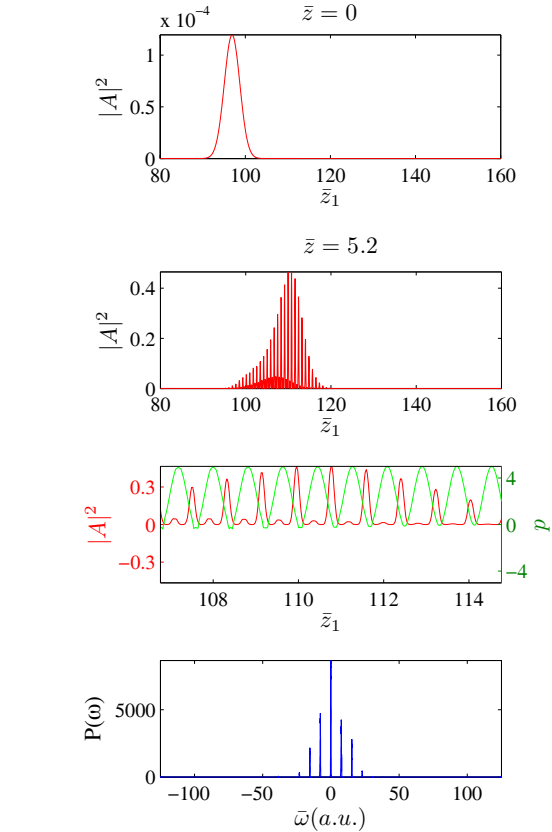 z̄ = 0
x 10⁻⁴
|A|²
1
0.5
0
80 100 120 140 160
z̄₁
z̄ = 5.2
|A|²
0.4
0.2
0
80 100 120 140 160
z̄₁
|A|²
0.3
0
−0.3
4
0
−4
p
108 110 112 114
z̄₁
P(ω)
5000
0
−100 −50 0 50 100
ω̄(a.u.)